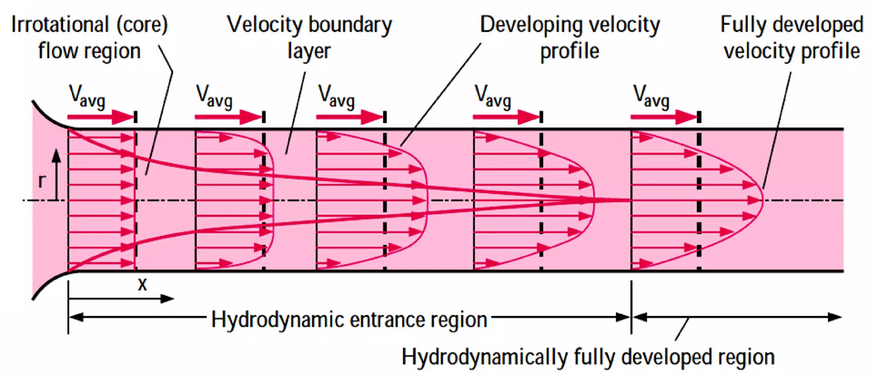 Irrotational (core)
flow region
Velocity boundary
layer
Developing velocity
profile
Fully developed
velocity profile
Vavg
Vavg
Vavg
Vavg
Vavg
r
x
Hydrodynamic entrance region
Hydrodynamically fully developed region